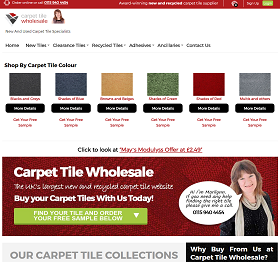 Order online or call 0115 940 4454
Award-winning new and recycled carpet tile supplier
carpet tile
wholesale
New And Used Carpet Tile Specialists
Home New Tiles Clearance Tiles Recycled Tiles Adhesives Ancillaries Contact Us
Shop By Carpet Tile Colour
Blacks and Greys Shades of Blue Browns and Beiges Shades of Green Shades of Red Multis and others
More Details More Details More Details More Details More Details More Details
Get Your Free Get Your Free Get Your Free Get Your Free Get Your Free Get Your Free
Sample Sample Sample Sample Sample Sample
Click to look at "May's Modulyss Offer at £2.49"
Carpet Tile Wholesale
The UK's largest new and recycled carpet tile website
Buy your Carpet Tiles With Us Today!
FIND YOUR TILE AND ORDER
YOUR FREE SAMPLE BELOW
Hi I'm Marilynne,
If you need any
help finding the
right tile
please give me a call.
0115 940 4454
OUR CARPET TILE COLLECTIONS
Why Buy From Us at
Carpet Tile Wholesale?